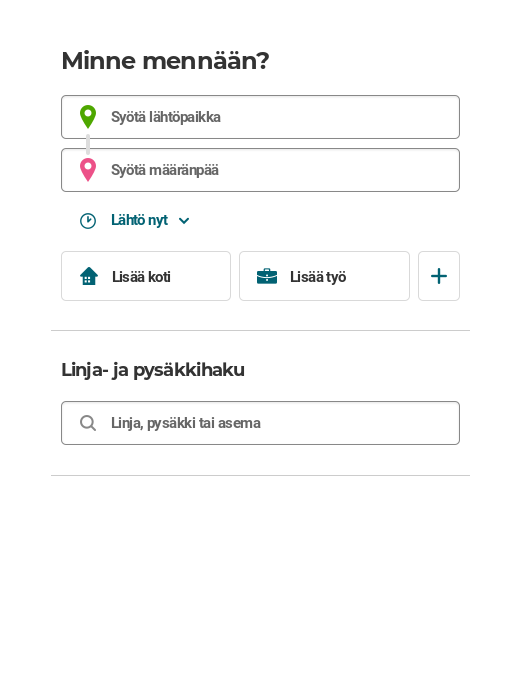 Minne mennään?
Syötä lähtöpaikka
Syötä määränpää
Lähtö nyt
Lisää koti
Lisää työ
Linja- ja pysäkkihaku
Linja, pysäkki tai asema